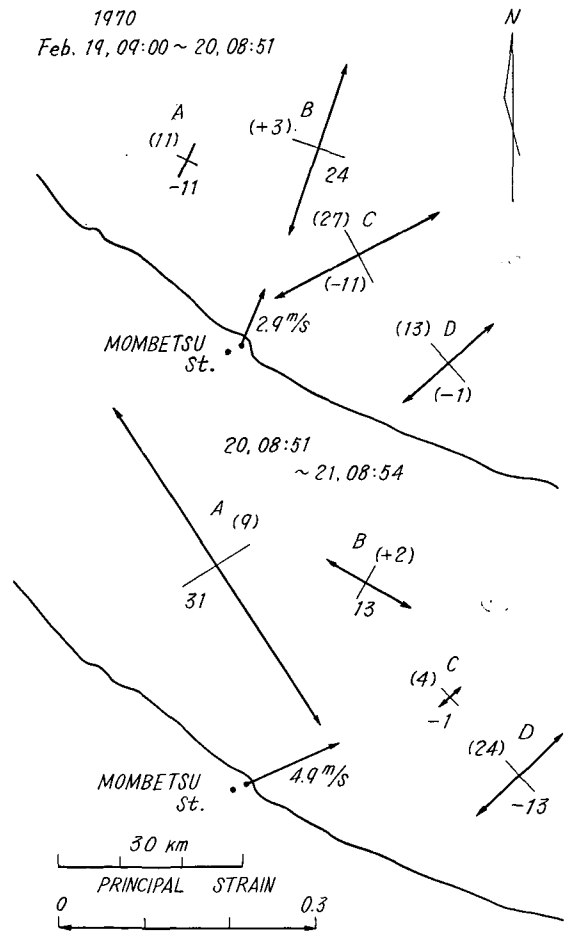 1970
Feb. 19, 09:00 ~ 20, 08:51
N
A
(11)
-11
B
(+3)
24
(27) C
(-11)
2.9 m/s
(13) D
(-1)
MOMBETSU
St.
20, 08:51
~ 21, 08:54
A (9)
31
B (+2)
13
C
(4)
-1
D
(24)
-13
4.9 m/s
MOMBETSU
St.
30 km
PRINCIPAL STRAIN
0 0.3